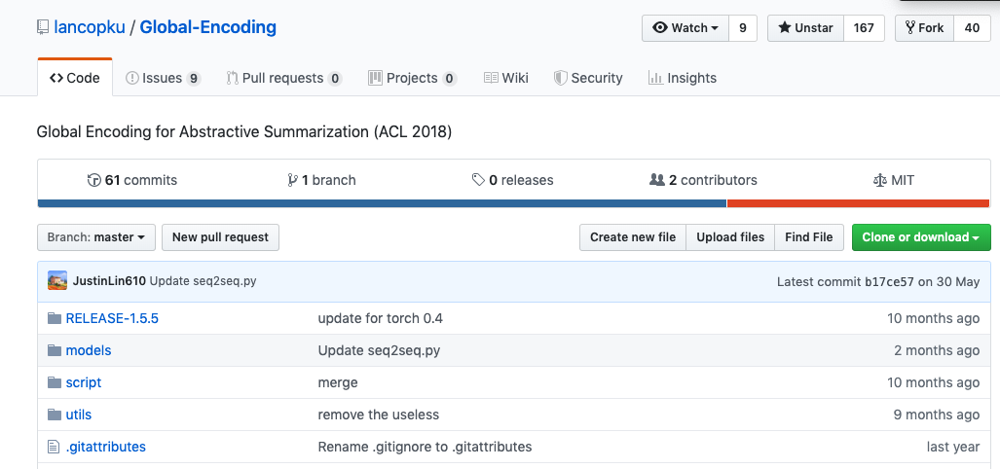 lancopku / Global-Encoding
Watch 9 Unstar 167 Fork 40
Code Issues 9 Pull requests 0 Projects 0 Wiki Security Insights
Global Encoding for Abstractive Summarization (ACL 2018)
61 commits 1 branch 0 releases 2 contributors MIT
Branch: master New pull request Create new file Upload files Find File Clone or download
JustinLin610 Update seq2seq.py Latest commit b17ce57 on 30 May
RELEASE-1.5.5 update for torch 0.4 10 months ago
models Update seq2seq.py 2 months ago
script merge 10 months ago
utils remove the useless 9 months ago
.gitattributes Rename .gitignore to .gitattributes last year